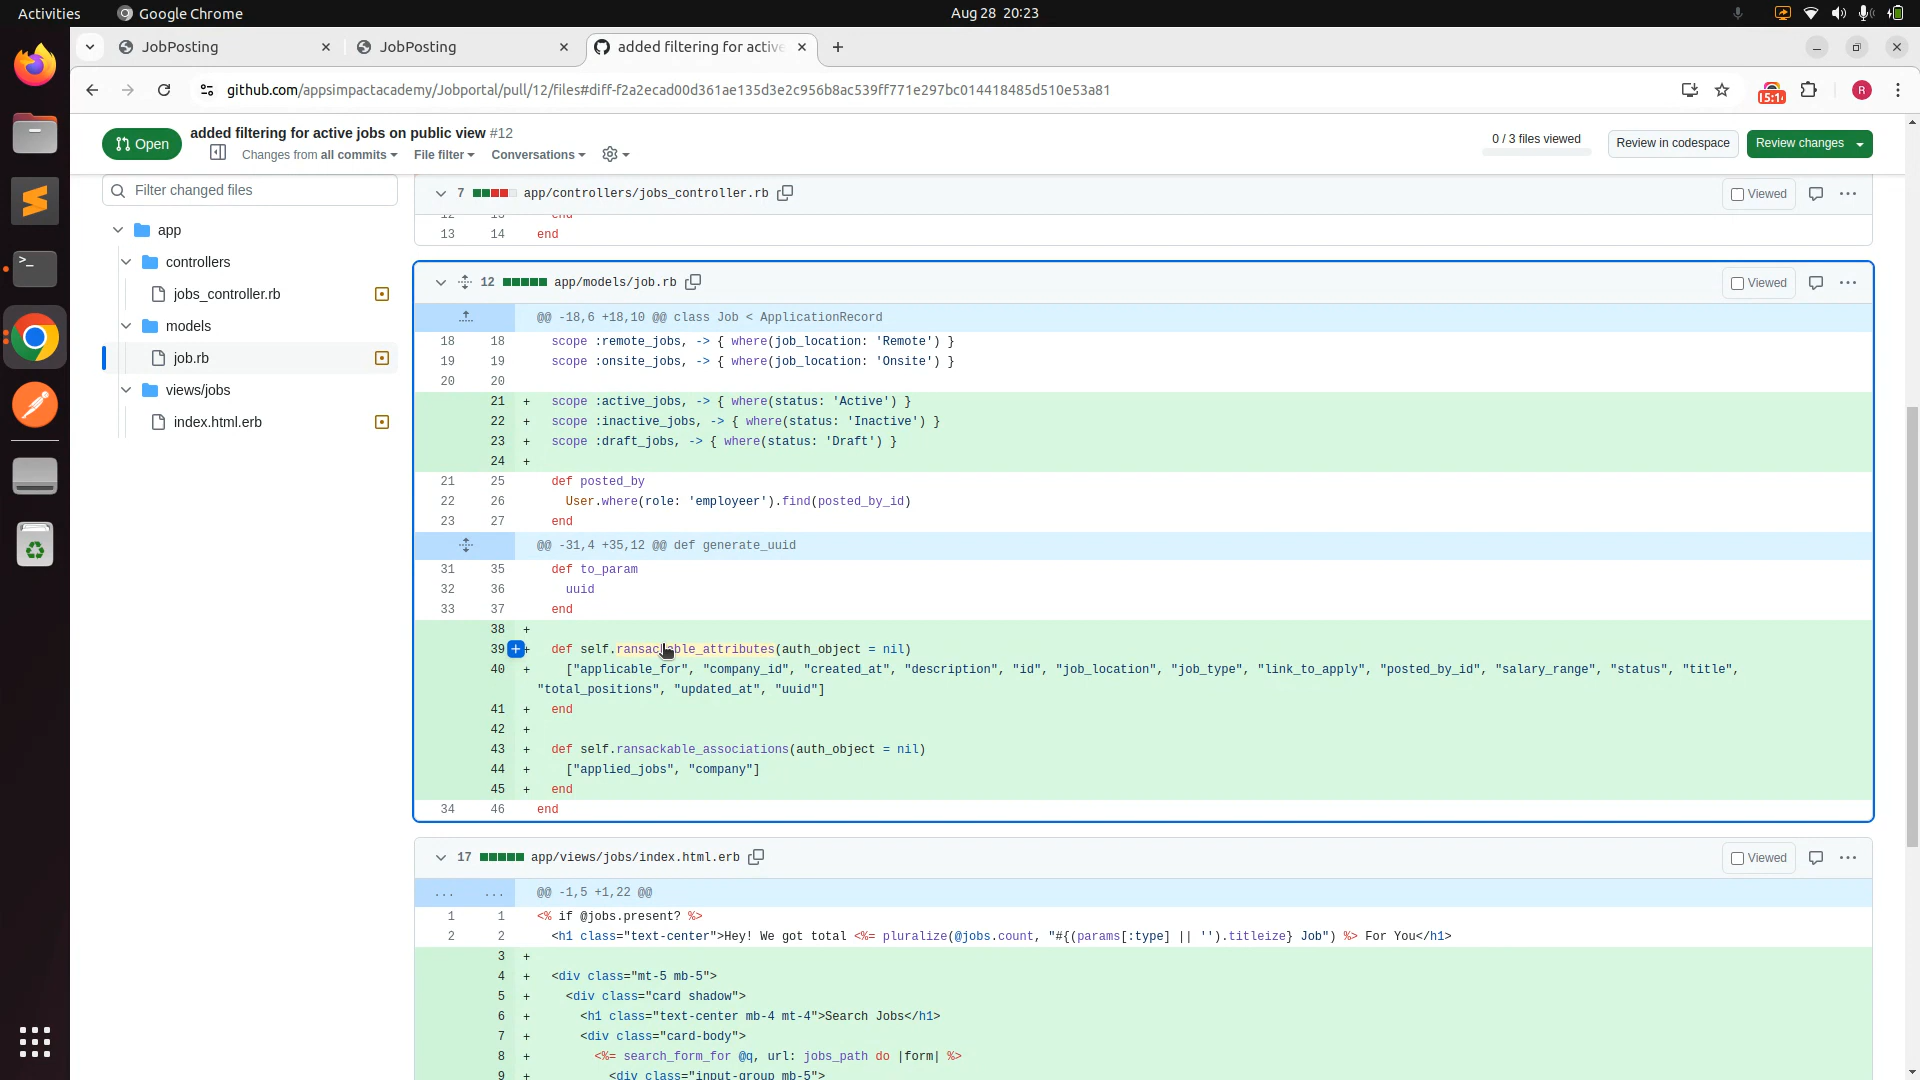 Activities
Google Chrome
Aug 28 20:23
JobPosting
JobPosting
added filtering for active
github.com/appsimpactacademy/Jobportal/pull/12/files#diff-f2a2ecad00d361ae135d3e2c956b8ac539ff771e297bc014418485d510e53a81
R
Open
added filtering for active jobs on public view #12
Changes from all commits
File filter
Conversations
0 / 3 files viewed
Review in codespace
Review changes
Filter changed files
app
controllers
jobs_controller.rb
models
job.rb
views/jobs
index.html.erb
7 app/controllers/jobs_controller.rb
Viewed
12 13 end
13 14 end
12 app/models/job.rb
Viewed
@@ -18,6 +18,10 @@ class Job < ApplicationRecord
18 18 scope :remote_jobs, -> { where(job_location: 'Remote') }
19 19 scope :onsite_jobs, -> { where(job_location: 'Onsite') }
20 20
21 + scope :active_jobs, -> { where(status: 'Active') }
22 + scope :inactive_jobs, -> { where(status: 'Inactive') }
23 + scope :draft_jobs, -> { where(status: 'Draft') }
24 +
21 25 def posted_by
22 26 User.where(role: 'employeer').find(posted_by_id)
23 27 end
@@ -31,4 +35,12 @@ def generate_uuid
31 35 def to_param
32 36 uuid
33 37 end
38 +
39 + def self.ransackable_attributes(auth_object = nil)
40 + ["applicable_for", "company_id", "created_at", "description", "id", "job_location", "job_type", "link_to_apply", "posted_by_id", "salary_range", "status", "title",
"total_positions", "updated_at", "uuid"]
41 + end
42 +
43 + def self.ransackable_associations(auth_object = nil)
44 + ["applied_jobs", "company"]
45 + end
34 46 end
17 app/views/jobs/index.html.erb
Viewed
... ... @@ -1,5 +1,22 @@
1 1 <% if @jobs.present? %>
2 2 <h1 class="text-center">Hey! We got total <%= pluralize(@jobs.count, "#{(params[:type] || '').titleize} Job") %> For You</h1>
3 +
4 + <div class="mt-5 mb-5">
5 + <div class="card shadow">
6 + <h1 class="text-center mb-4 mt-4">Search Jobs</h1>
7 + <div class="card-body">
8 + <%= search_form_for @q, url: jobs_path do |form| %>
9 + <div class="input-group mb-5">